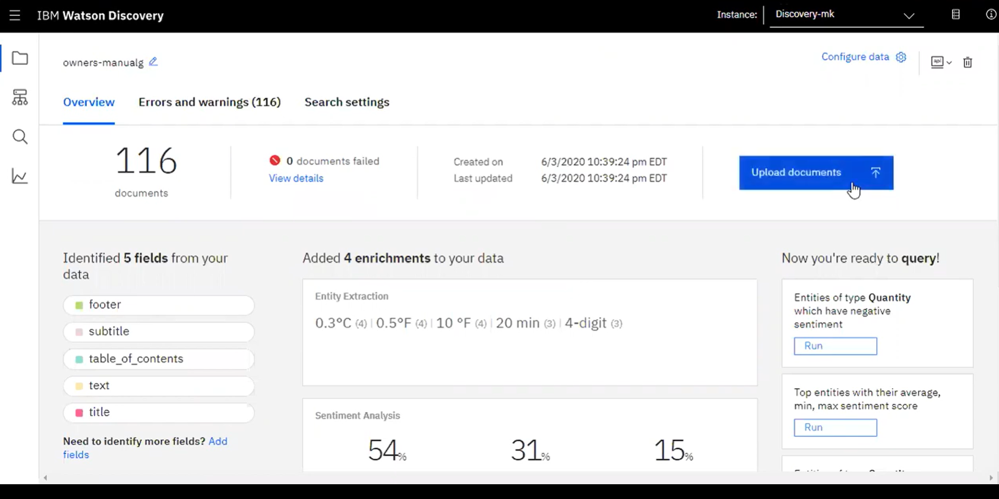 IBM Watson Discovery
Instance:
Discovery-mk
owners-manualg
Configure data
api
Overview
Errors and warnings (116)
Search settings
116
documents
0 documents failed
View details
Created on 6/3/2020 10:39:24 pm EDT
Last updated 6/3/2020 10:39:24 pm EDT
Upload documents
Identified 5 fields from your
data
footer
subtitle
table_of_contents
text
title
Need to identify more fields? Add
fields
Added 4 enrichments to your data
Entity Extraction
0.3°C (4) | 0.5°F (4) | 10 °F (4) | 20 min (3) | 4-digit (3)
Sentiment Analysis
54% 31% 15%
Now you're ready to query!
Entities of type Quantity
which have negative
sentiment
Run
Top entities with their average,
min, max sentiment score
Run